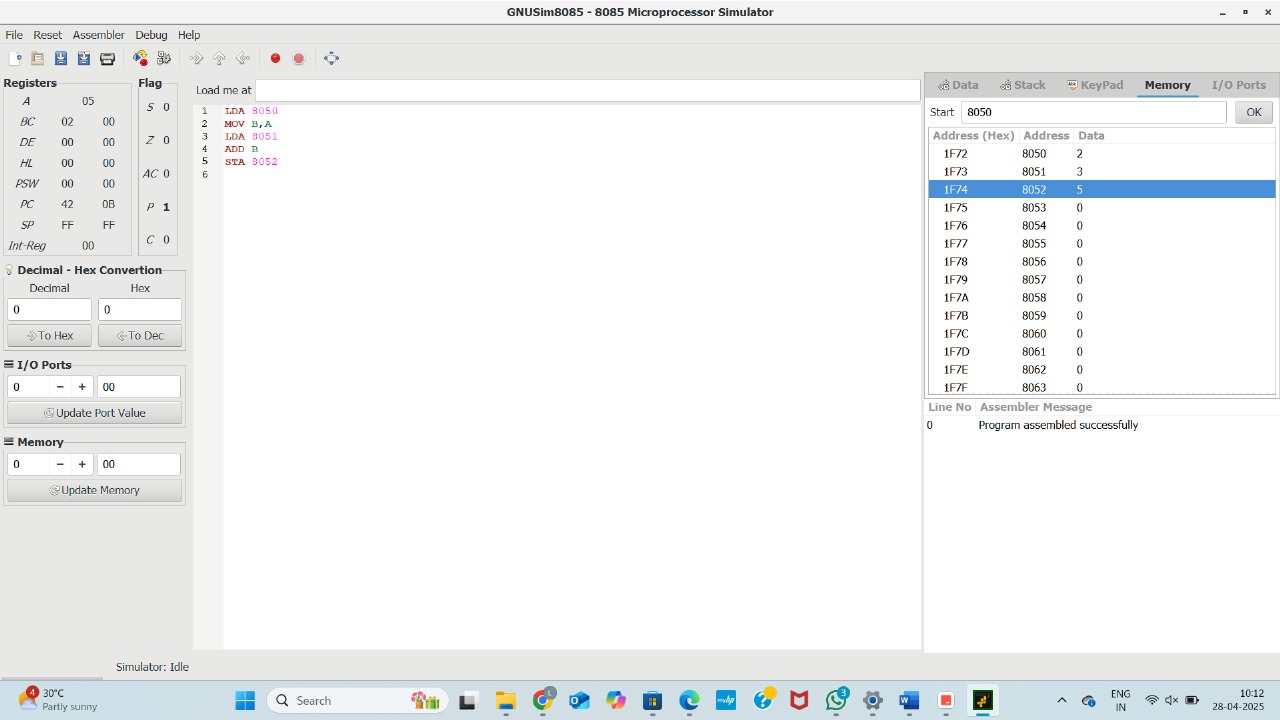 GNUSim8085 - 8085 Microprocessor Simulator
File Reset Assembler Debug Help
Registers
A 05
BC 02 00
DE 00 00
HL 00 00
PSW 00 00
PC 42 0B
SP FF FF
Int-Reg 00
Flag
S 0
Z 0
AC 0
P 1
C 0
Decimal - Hex Convertion
Decimal Hex
0 0
To Hex To Dec
I/O Ports
0 − + 00
Update Port Value
Memory
0 − + 00
Update Memory
Load me at
1 LDA 8050
2 MOV B,A
3 LDA 8051
4 ADD B
5 STA 8052
6
Data Stack KeyPad Memory I/O Ports
Start 8050 OK
Address (Hex) Address Data
1F72 8050 2
1F73 8051 3
1F74 8052 5
1F75 8053 0
1F76 8054 0
1F77 8055 0
1F78 8056 0
1F79 8057 0
1F7A 8058 0
1F7B 8059 0
1F7C 8060 0
1F7D 8061 0
1F7E 8062 0
1F7F 8063 0
Line No Assembler Message
0 Program assembled successfully
Simulator: Idle
4
30°C
Partly sunny
Search
L
3
ENG
IN
10:12
28-04-2025